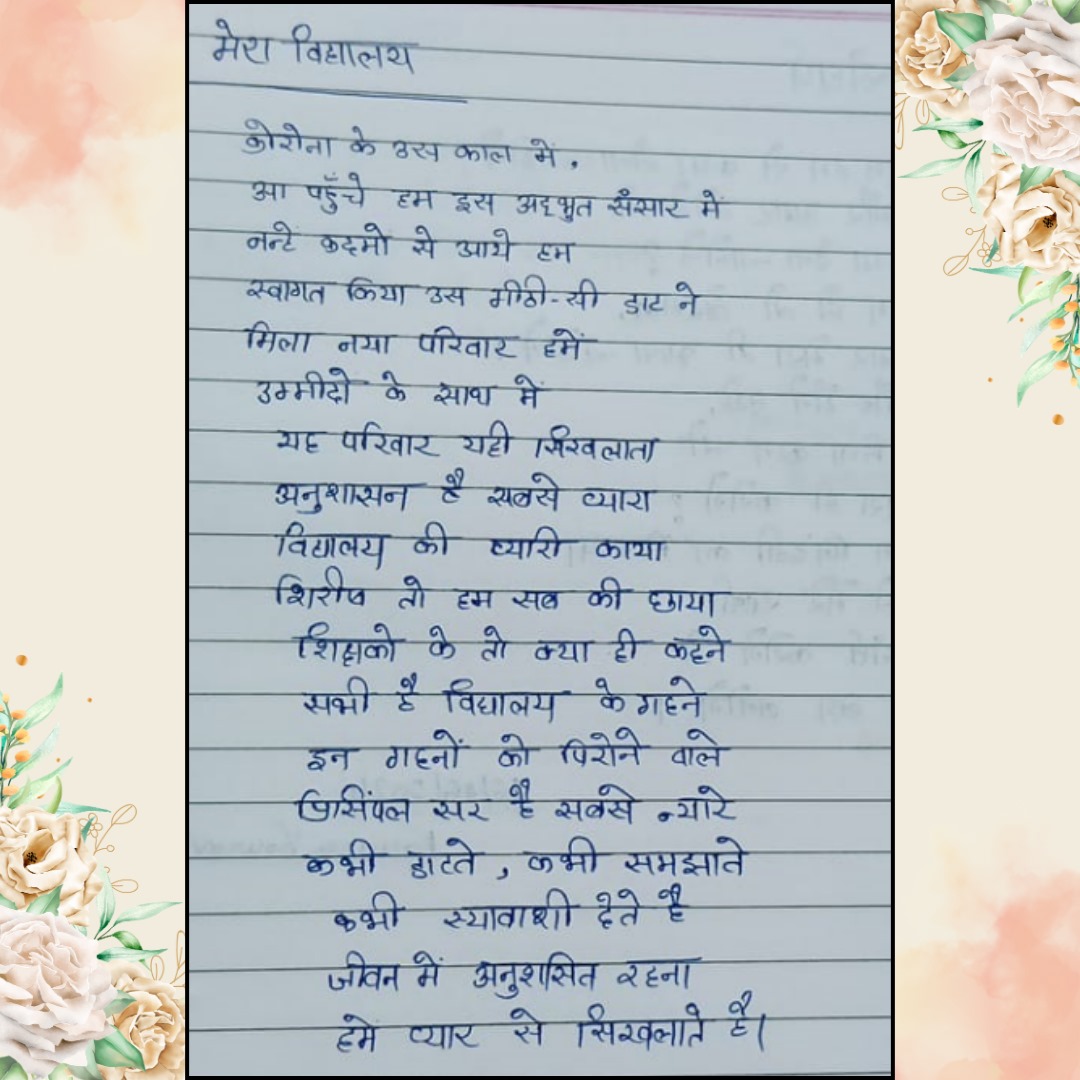 मेरा विद्यालय
कोरोना के उस काल में,
आ पहुँचे हम इस अद्भुत संसार में
नन्हे कदमों से आये हम
स्वागत किया उस मीठी-सी डाट ने
मिला नया परिवार हमें
उम्मीदों के साथ में
यह परिवार यही सिखलाता
अनुशासन है सबसे प्यारा
विद्यालय की प्यारी काया
शिरीष तो हम सब की छाया
शिक्षको के तो क्या ही कहने
सभी है विद्यालय के गहने
इन गहनों को पिरोने वाले
प्रिंसिपल सर है सबसे न्यारे
कभी डाटते, कभी समझाते
कभी स्याबाशी देते है
जीवन में अनुशसित रहना
हमे प्यार से सिखलाते है।